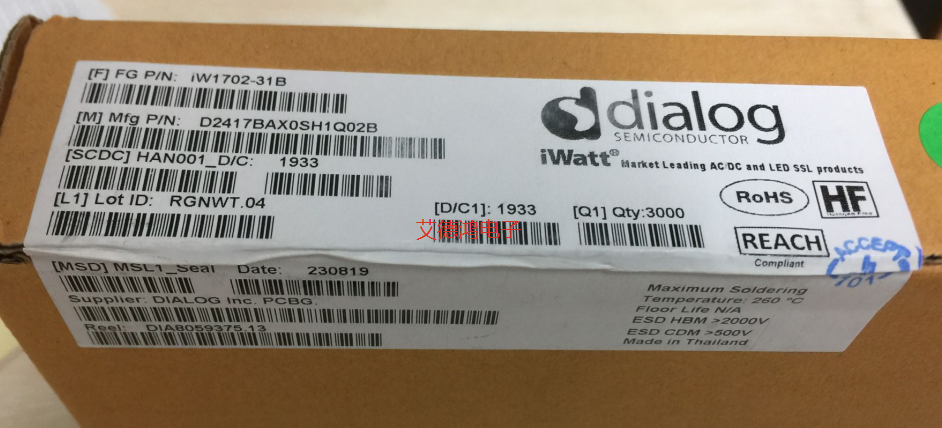 [F] FG P/N: iW1702-31B
[M] Mfg P/N: D2417BAX0SH1Q02B
[SCDC] HAN001_D/C: 1933
[L1] Lot ID: RGNWT.04
[D/C1]: 1933
[Q1] Qty:3000
dialog
SEMICONDUCTOR
iWatt® Market Leading AC/DC and LED SSL products
RoHS
HF
REACH
Compliant
ACCEPT
[MSD] MSL1_Seal Date: 230819
Supplier: DIALOG Inc. PCBG.
Reel: DIA8059375.13
Maximum Soldering
Temperature: 260 °C
Floor Life N/A
ESD HBM >2000V
ESD CDM >500V
Made in Thailand